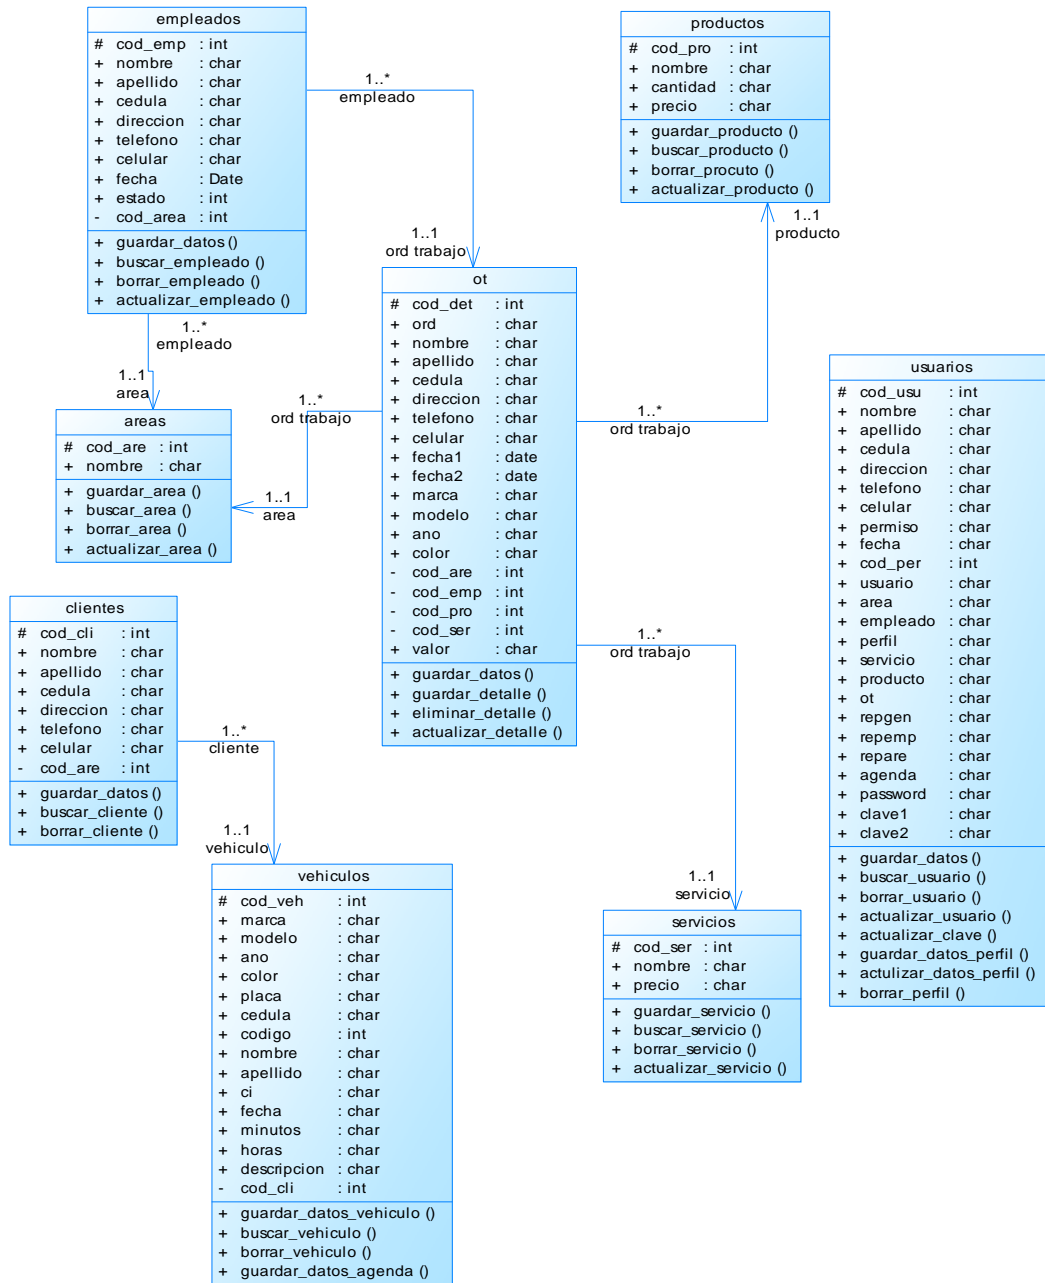 empleados
# cod_emp : int
+ nombre : char
+ apellido : char
+ cedula : char
+ direccion : char
+ telefono : char
+ celular : char
+ fecha : Date
+ estado : int
- cod_area : int
+ guardar_datos ()
+ buscar_empleado ()
+ borrar_empleado ()
+ actualizar_empleado ()
1..*
empleado
1..1
ord trabajo
productos
# cod_pro : int
+ nombre : char
+ cantidad : char
+ precio : char
+ guardar_producto ()
+ buscar_producto ()
+ borrar_procuto ()
+ actualizar_producto ()
1..1
producto
1..*
empleado
1..1
area
areas
# cod_are : int
+ nombre : char
+ guardar_area ()
+ buscar_area ()
+ borrar_area ()
+ actualizar_area ()
1..*
ord trabajo
1..1
area
ot
# cod_det : int
+ ord : char
+ nombre : char
+ apellido : char
+ cedula : char
+ direccion : char
+ telefono : char
+ celular : char
+ fecha1 : date
+ fecha2 : date
+ marca : char
+ modelo : char
+ ano : char
+ color : char
- cod_are : int
- cod_emp : int
- cod_pro : int
- cod_ser : int
+ valor : char
+ guardar_datos ()
+ guardar_detalle ()
+ eliminar_detalle ()
+ actualizar_detalle ()
1..*
ord trabajo
1..*
ord trabajo
usuarios
# cod_usu : int
+ nombre : char
+ apellido : char
+ cedula : char
+ direccion : char
+ telefono : char
+ celular : char
+ permiso : char
+ fecha : char
+ cod_per : int
+ usuario : char
+ area : char
+ empleado : char
+ perfil : char
+ servicio : char
+ producto : char
+ ot : char
+ repgen : char
+ repemp : char
+ repare : char
+ agenda : char
+ password : char
+ clave1 : char
+ clave2 : char
+ guardar_datos ()
+ buscar_usuario ()
+ borrar_usuario ()
+ actualizar_usuario ()
+ actualizar_clave ()
+ guardar_datos_perfil ()
+ actulizar_datos_perfil ()
+ borrar_perfil ()
clientes
# cod_cli : int
+ nombre : char
+ apellido : char
+ cedula : char
+ direccion : char
+ telefono : char
+ celular : char
- cod_are : int
+ guardar_datos ()
+ buscar_cliente ()
+ borrar_cliente ()
1..*
cliente
1..1
vehiculo
vehiculos
# cod_veh : int
+ marca : char
+ modelo : char
+ ano : char
+ color : char
+ placa : char
+ cedula : char
+ codigo : int
+ nombre : char
+ apellido : char
+ ci : char
+ fecha : char
+ minutos : char
+ horas : char
+ descripcion : char
- cod_cli : int
+ guardar_datos_vehiculo ()
+ buscar_vehiculo ()
+ borrar_vehiculo ()
+ guardar_datos_agenda ()
1..1
servicio
servicios
# cod_ser : int
+ nombre : char
+ precio : char
+ guardar_servicio ()
+ buscar_servicio ()
+ borrar_servicio ()
+ actualizar_servicio ()